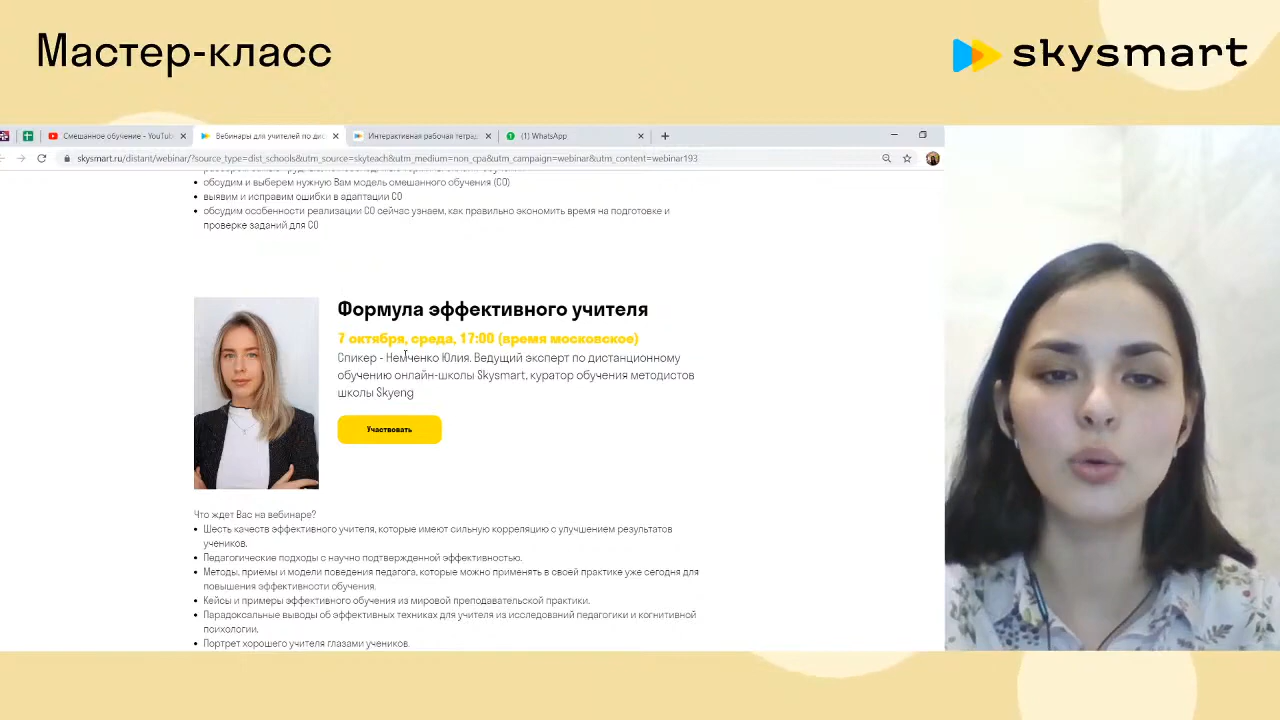 Мастер-класс
skysmart
Смешанное обучение - YouTub
Вебинары для учителей по дис
Интерактивная рабочая тетрад
(1) WhatsApp
skysmart.ru/distant/webinar/?source_type=dist_schools&utm_source=skyteach&utm_medium=non_cpa&utm_campaign=webinar&utm_content=webinar193
обсудим и выберем нужную Вам модель смешанного обучения (СО)
выявим и исправим ошибки в адаптации СО
обсудим особенности реализации СО сейчас узнаем, как правильно экономить время на подготовке и
проверке заданий для СО
Формула эффективного учителя
7 октября, среда, 17:00 (время московское)
Спикер - Немченко Юлия. Ведущий эксперт по дистанционному
обучению онлайн-школы Skysmart, куратор обучения методистов
школы Skyeng
Участвовать
Что ждет Вас на вебинаре?
Шесть качеств эффективного учителя, которые имеют сильную корреляцию с улучшением результатов
учеников.
Педагогические подходы с научно подтвержденной эффективностью.
Методы, приемы и модели поведения педагога, которые можно применять в своей практике уже сегодня для
повышения эффективности обучения.
Кейсы и примеры эффективного обучения из мировой преподавательской практики.
Парадоксальные выводы об эффективных техниках для учителя из исследований педагогики и когнитивной
психологии.
Портрет хорошего учителя глазами учеников.